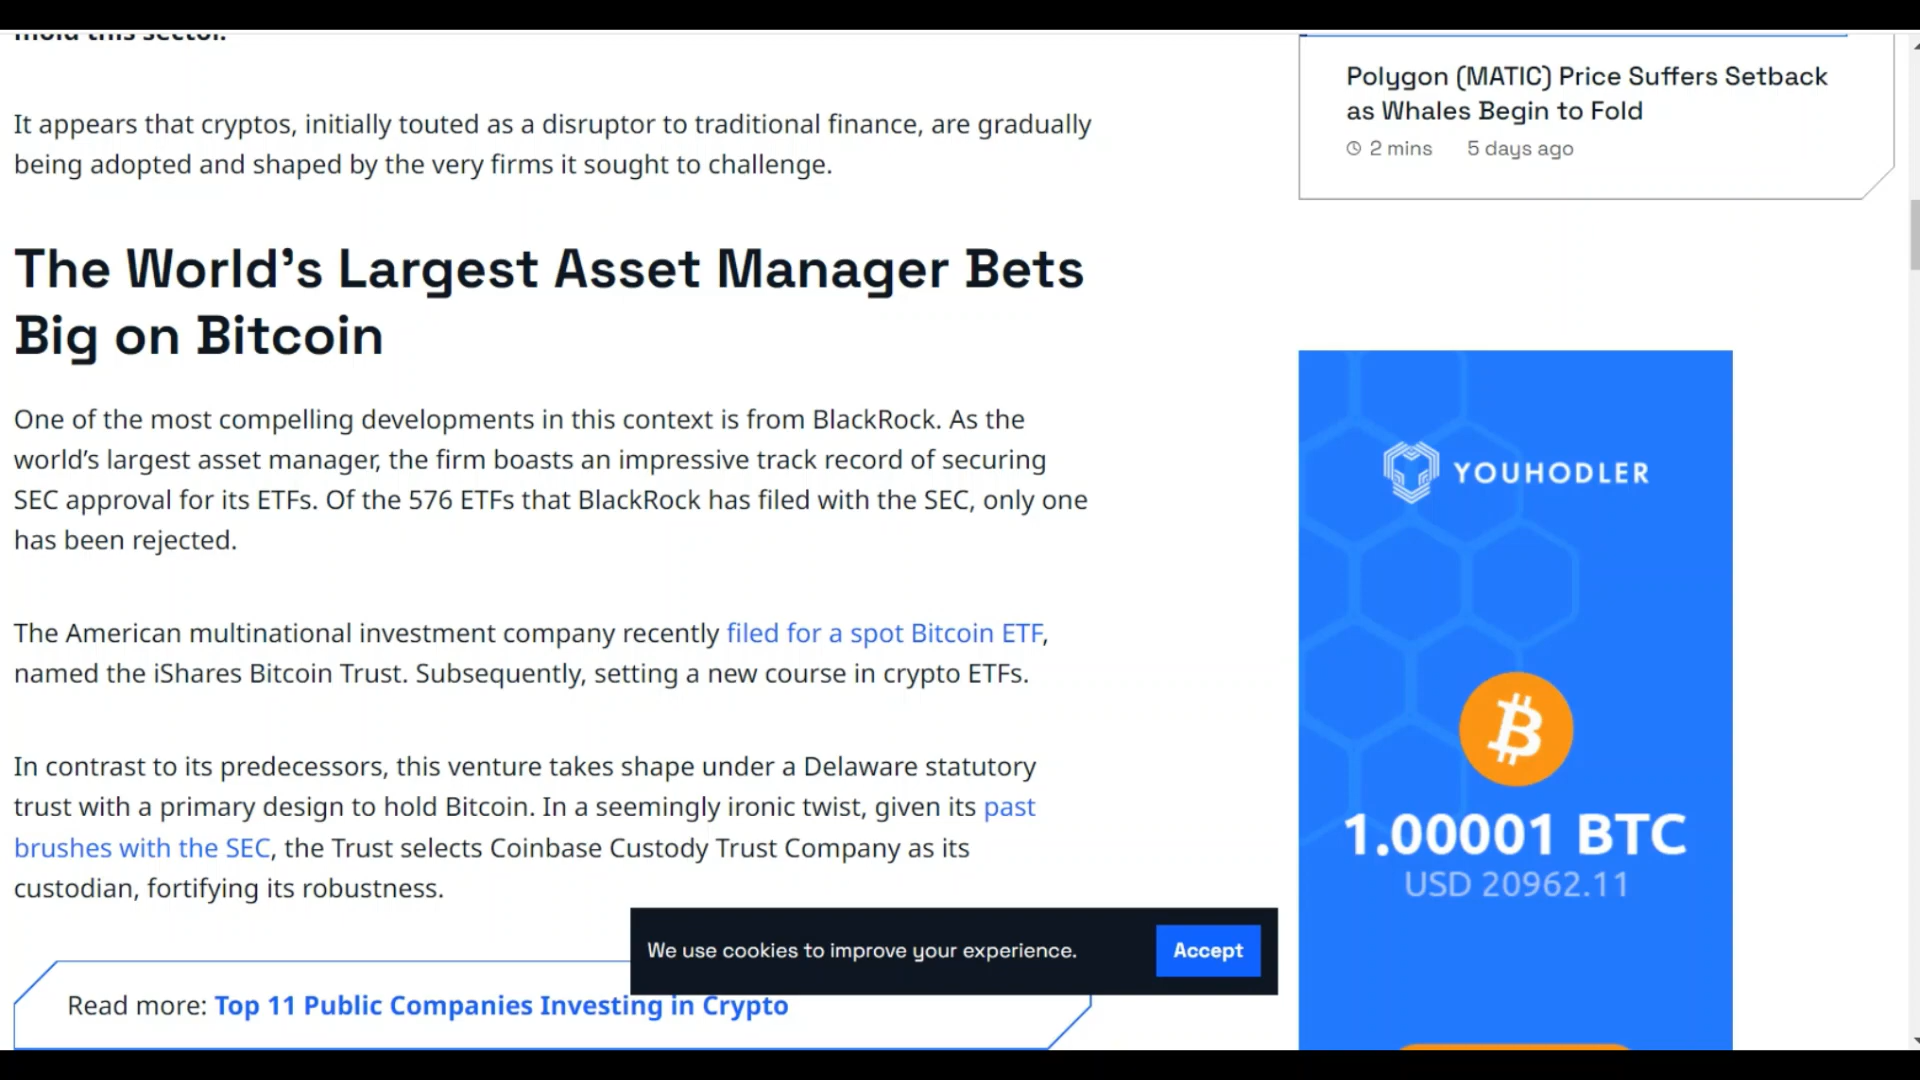 mold this sector.
It appears that cryptos, initially touted as a disruptor to traditional finance, are gradually
being adopted and shaped by the very firms it sought to challenge.
The World’s Largest Asset Manager Bets
Big on Bitcoin
One of the most compelling developments in this context is from BlackRock. As the
world’s largest asset manager, the firm boasts an impressive track record of securing
SEC approval for its ETFs. Of the 576 ETFs that BlackRock has filed with the SEC, only one
has been rejected.
The American multinational investment company recently filed for a spot Bitcoin ETF,
named the iShares Bitcoin Trust. Subsequently, setting a new course in crypto ETFs.
In contrast to its predecessors, this venture takes shape under a Delaware statutory
trust with a primary design to hold Bitcoin. In a seemingly ironic twist, given its past
brushes with the SEC, the Trust selects Coinbase Custody Trust Company as its
custodian, fortifying its robustness.
We use cookies to improve your experience.
Accept
Read more: Top 11 Public Companies Investing in Crypto
Polygon (MATIC) Price Suffers Setback
as Whales Begin to Fold
2 mins 5 days ago
YOUHODLER
1.00001 BTC
USD 20962.11